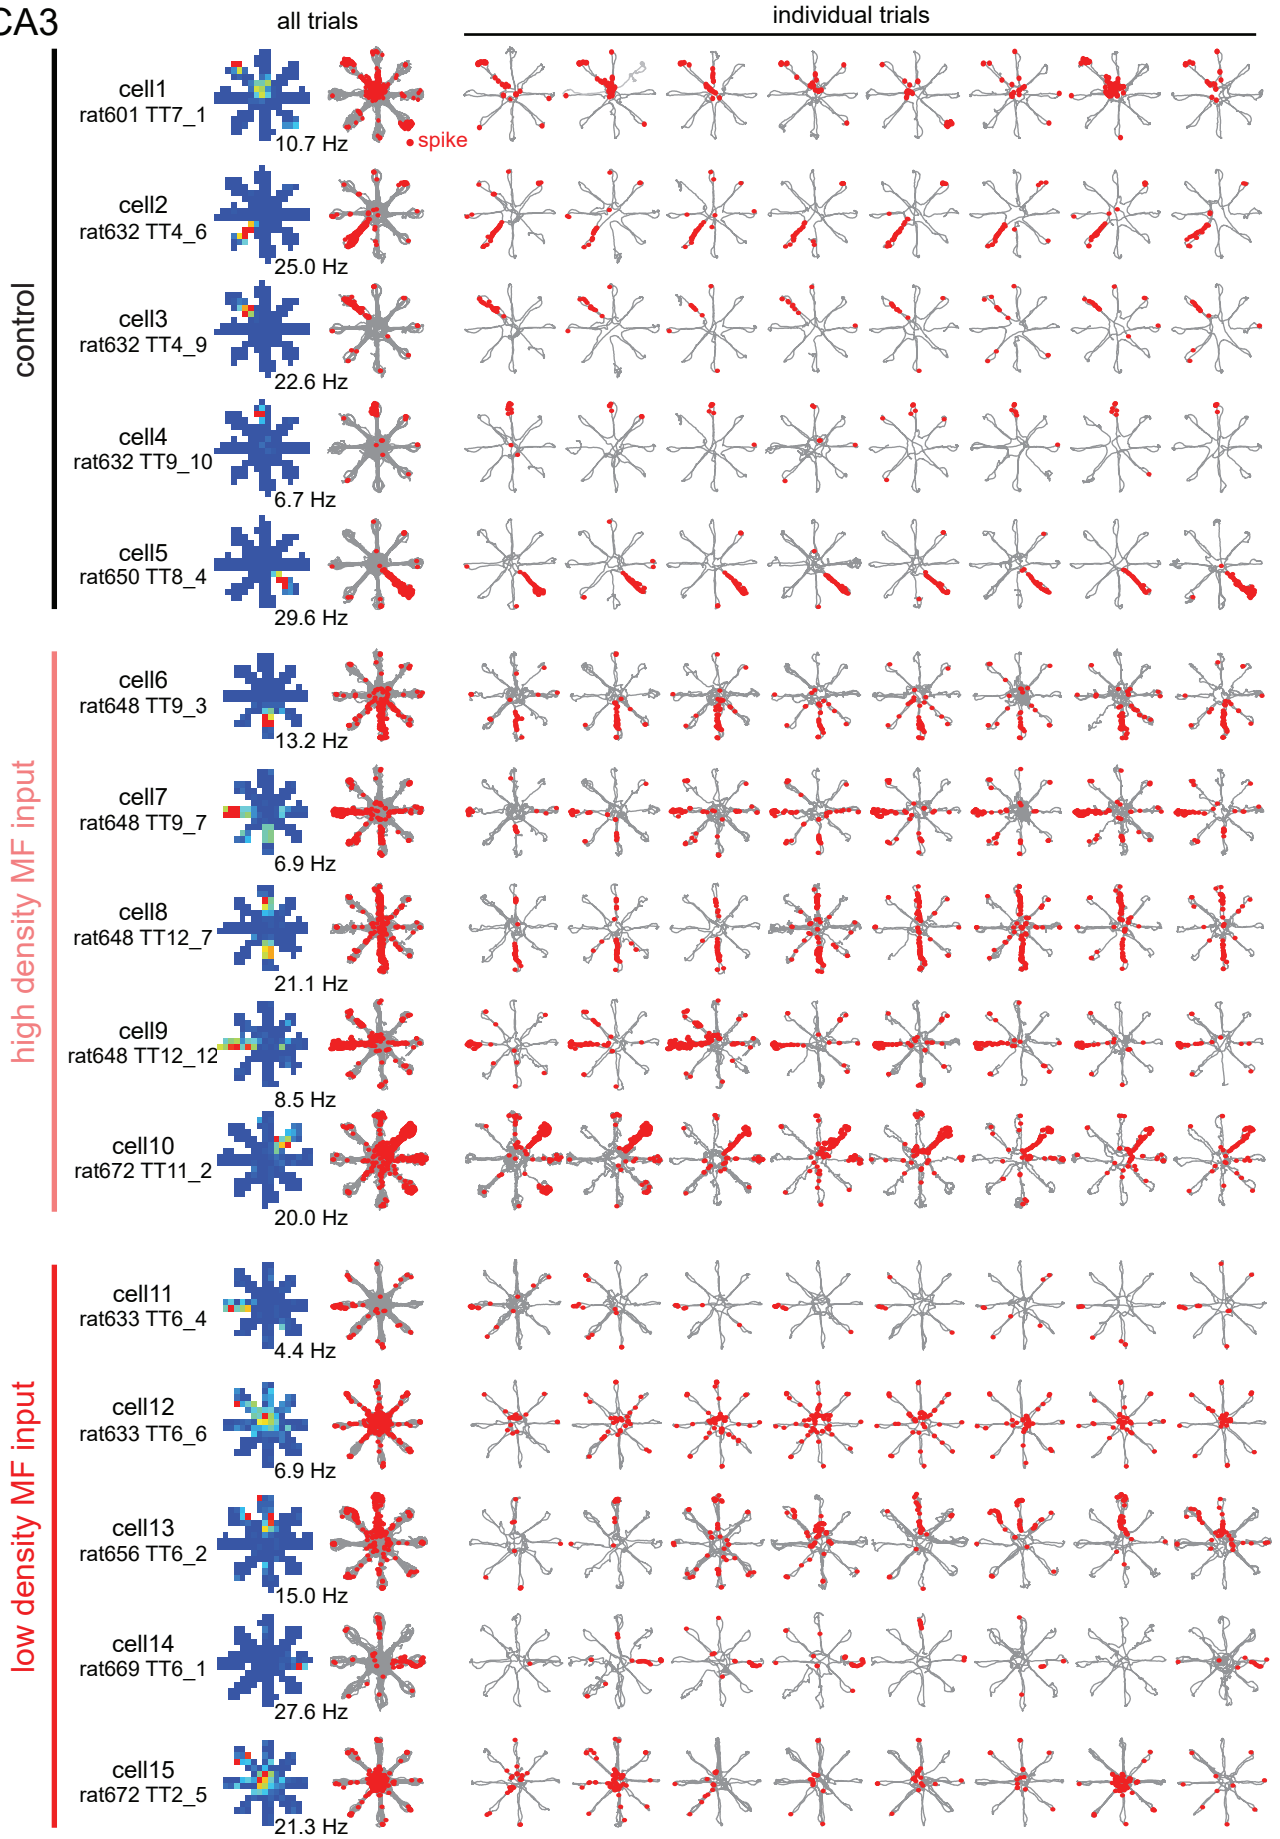 CA3
all trials
individual trials
control
cell1
rat601 TT7_1
10.7 Hz
spike
cell2
rat632 TT4_6
25.0 Hz
cell3
rat632 TT4_9
22.6 Hz
cell4
rat632 TT9_10
6.7 Hz
cell5
rat650 TT8_4
29.6 Hz
high density MF input
cell6
rat648 TT9_3
13.2 Hz
cell7
rat648 TT9_7
6.9 Hz
cell8
rat648 TT12_7
21.1 Hz
cell9
rat648 TT12_12
8.5 Hz
cell10
rat672 TT11_2
20.0 Hz
low density MF input
cell11
rat633 TT6_4
4.4 Hz
cell12
rat633 TT6_6
6.9 Hz
cell13
rat656 TT6_2
15.0 Hz
cell14
rat669 TT6_1
27.6 Hz
cell15
rat672 TT2_5
21.3 Hz